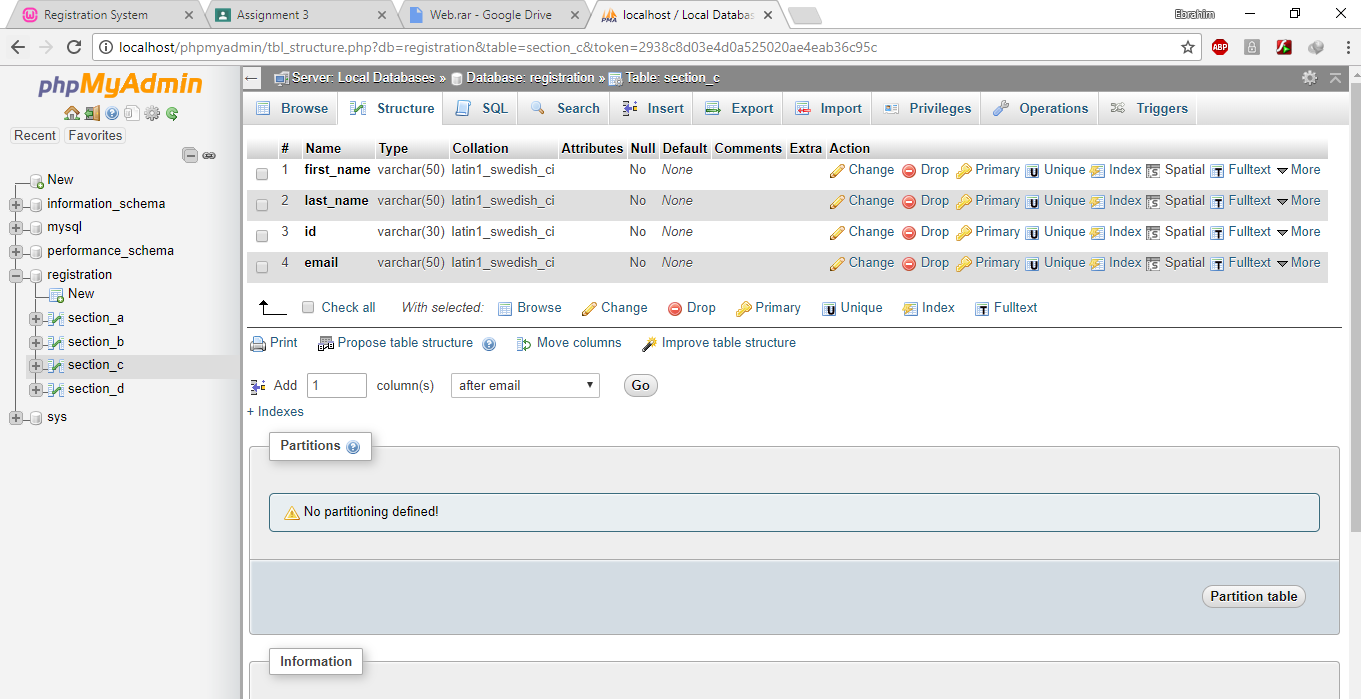 Registration System
Assignment 3
Web.rar - Google Drive
localhost / Local Databas
Ebrahim
localhost/phpmyadmin/tbl_structure.php?db=registration&table=section_c&token=2938c8d03e4d0a525020ae4eab36c95c
ABP
phpMyAdmin
Recent Favorites
New
information_schema
mysql
performance_schema
registration
New
section_a
section_b
section_c
section_d
sys
Server: Local Databases » Database: registration » Table: section_c
Browse Structure SQL Search Insert Export Import Privileges Operations Triggers
# Name Type Collation Attributes Null Default Comments Extra Action
1 first_name varchar(50) latin1_swedish_ci No None Change Drop Primary Unique Index Spatial Fulltext More
2 last_name varchar(50) latin1_swedish_ci No None Change Drop Primary Unique Index Spatial Fulltext More
3 id varchar(30) latin1_swedish_ci No None Change Drop Primary Unique Index Spatial Fulltext More
4 email varchar(50) latin1_swedish_ci No None Change Drop Primary Unique Index Spatial Fulltext More
Check all With selected: Browse Change Drop Primary Unique Index Fulltext
Print Propose table structure Move columns Improve table structure
Add 1 column(s) after email Go
+ Indexes
Partitions
No partitioning defined!
Partition table
Information